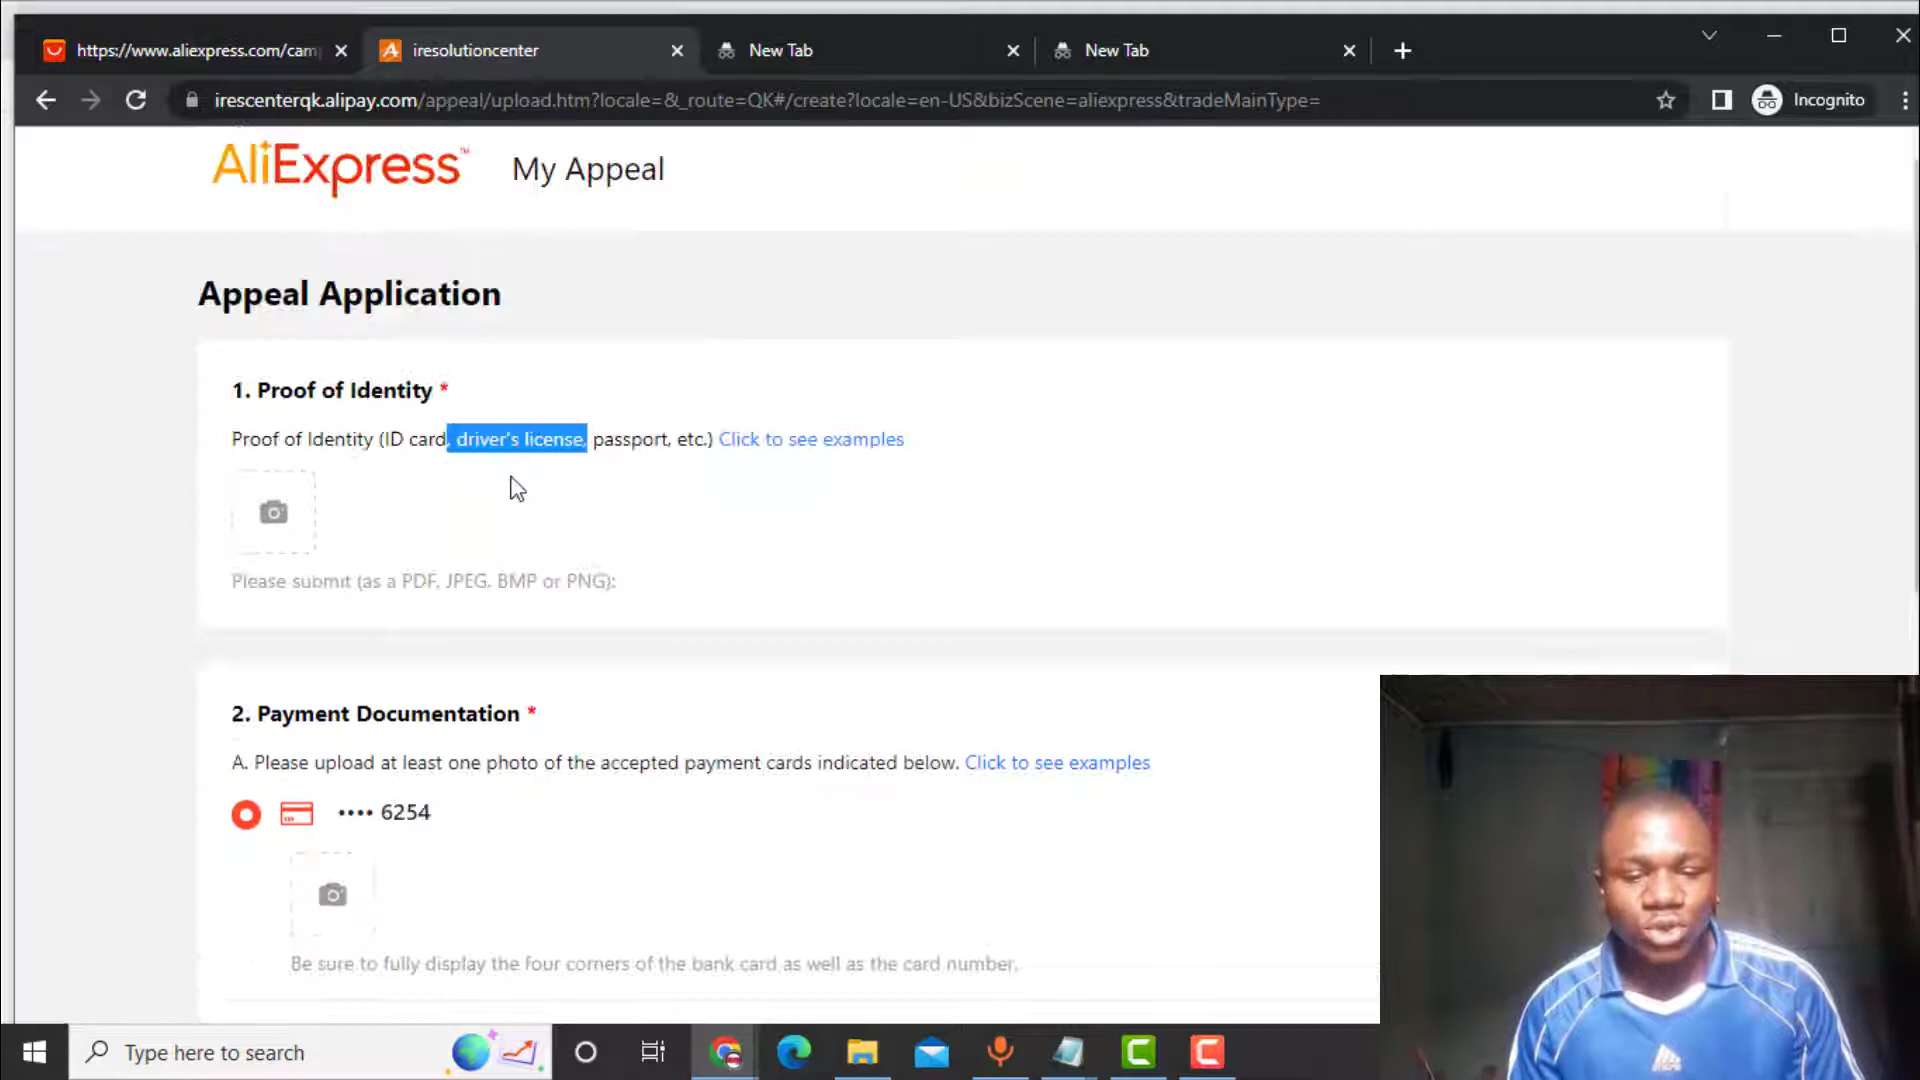 https://www.aliexpress.com/cam
iresolutioncenter
New Tab
New Tab
irescenterqk.alipay.com/appeal/upload.htm?locale=&_route=QK#/create?locale=en-US&bizScene=aliexpress&tradeMainType=
Incognito
AliExpress™ My Appeal
Appeal Application
1. Proof of Identity *
Proof of Identity (ID card, driver's license, passport, etc.) Click to see examples
Please submit (as a PDF, JPEG. BMP or PNG):
2. Payment Documentation *
A. Please upload at least one photo of the accepted payment cards indicated below. Click to see examples
•••• 6254
Be sure to fully display the four corners of the bank card as well as the card number.
Type here to search